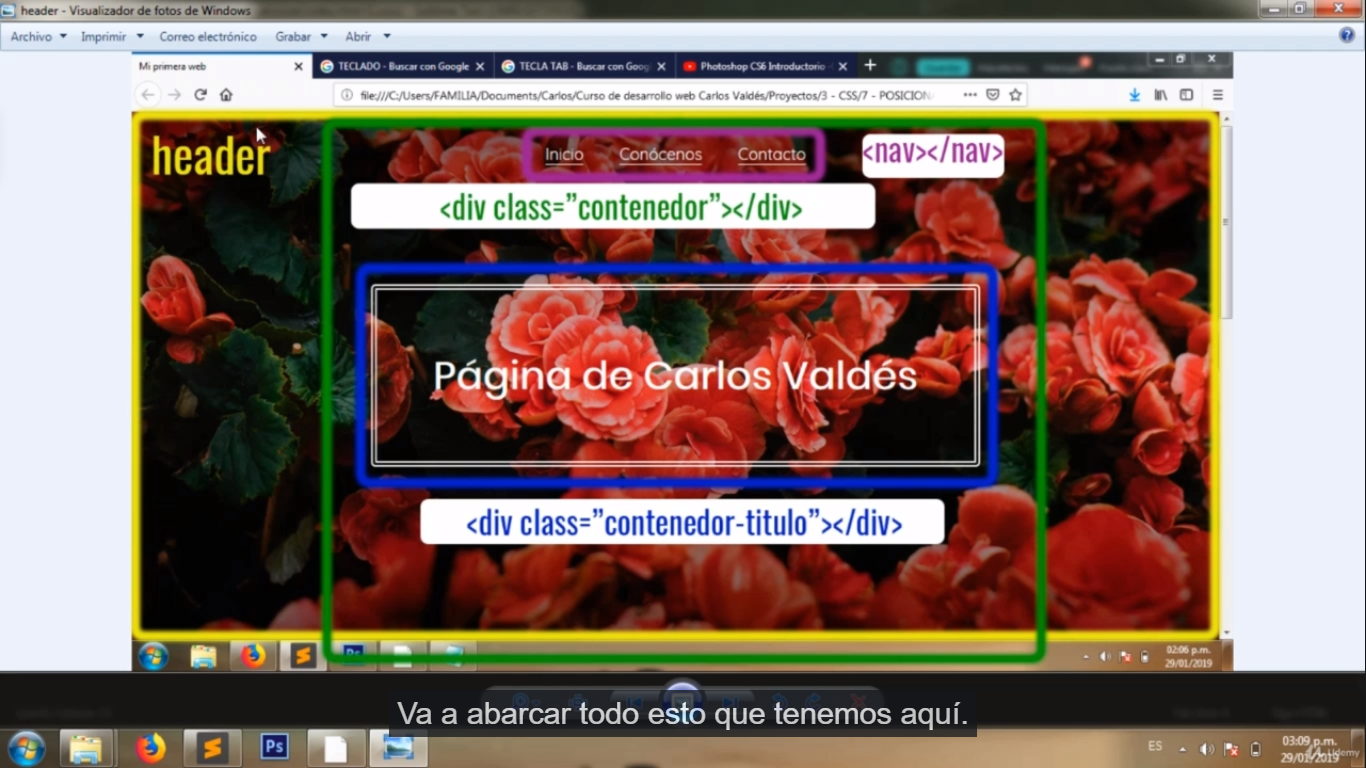 header - Visualizador de fotos de Windows
Archivo Imprimir Correo electrónico Grabar Abrir
Mi primera web
TECLADO - Buscar con Google
TECLA TAB - Buscar con Goog
Photoshop CS6 Introductorio -
file:///C:/Users/FAMILIA/Documents/Carlos/Curso de desarrollo web Carlos Valdés/Proyectos/3 - CSS/7 - POSICION
header
Inicio Conócenos Contacto
<nav></nav>
<div class=”contenedor”></div>
Página de Carlos Valdés
<div class=”contenedor-titulo”></div>
Ps
02:06 p.m.
29/01/2019
Va a abarcar todo esto que tenemos aquí.
Ps
ES
03:09 p.m.
29/01/2019
Udemy